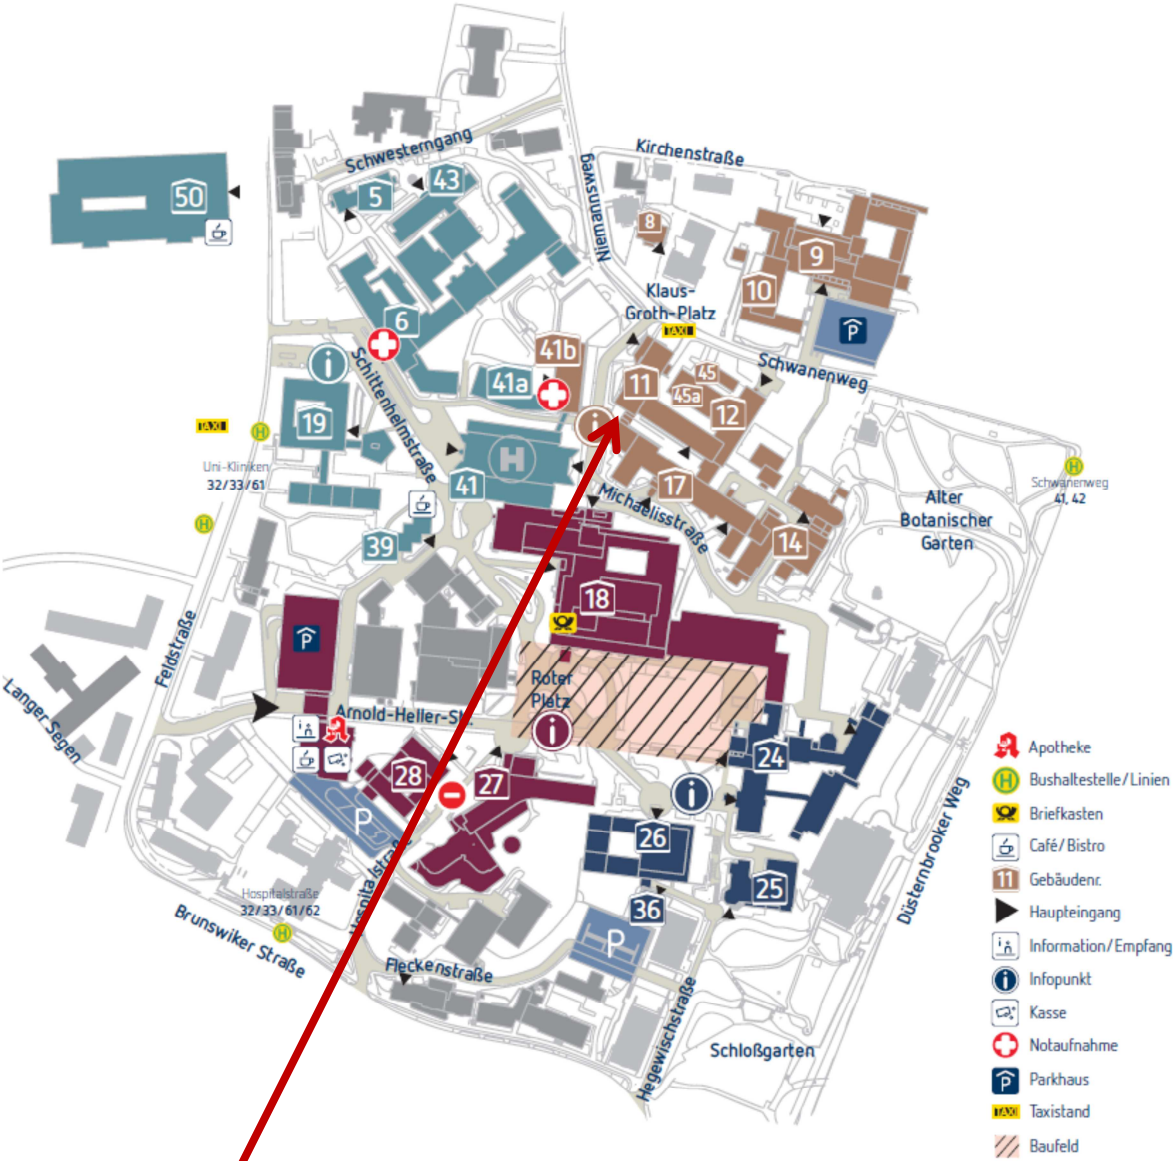 Schwesterngang
Kirchenstraße
Niemannsweg
50
5
43
8
9
10
Klaus-
Groth-Platz
TAXI
P
6
41b
41a
11
45
45a
12
Schwanenweg
i
Schittenhelmstraße
19
TAXI
H
Uni-Kliniken
32/33/61
H
i
H
41
17
Michaelisstraße
14
Alter
Botanischer
Garten
H
Schwanenweg
41, 42
39
18
P
Feldstraße
Langer Segen
Roter
Platz
i
Arnold-Heller-St
28
27
24
i
P
26
25
36
P
Hospitalstraße
Hospitalstraße
32/33/61/62
H
Brunswiker Straße
Fleckenstraße
Hegewischstraße
Schloßgarten
Düsternbrooker Weg
Apotheke
H Bushaltestelle/Linien
Briefkasten
Café/Bistro
11 Gebäudenr.
Haupteingang
i Information/Empfang
i Infopunkt
Kasse
Notaufnahme
P Parkhaus
TAXI Taxistand
Baufeld